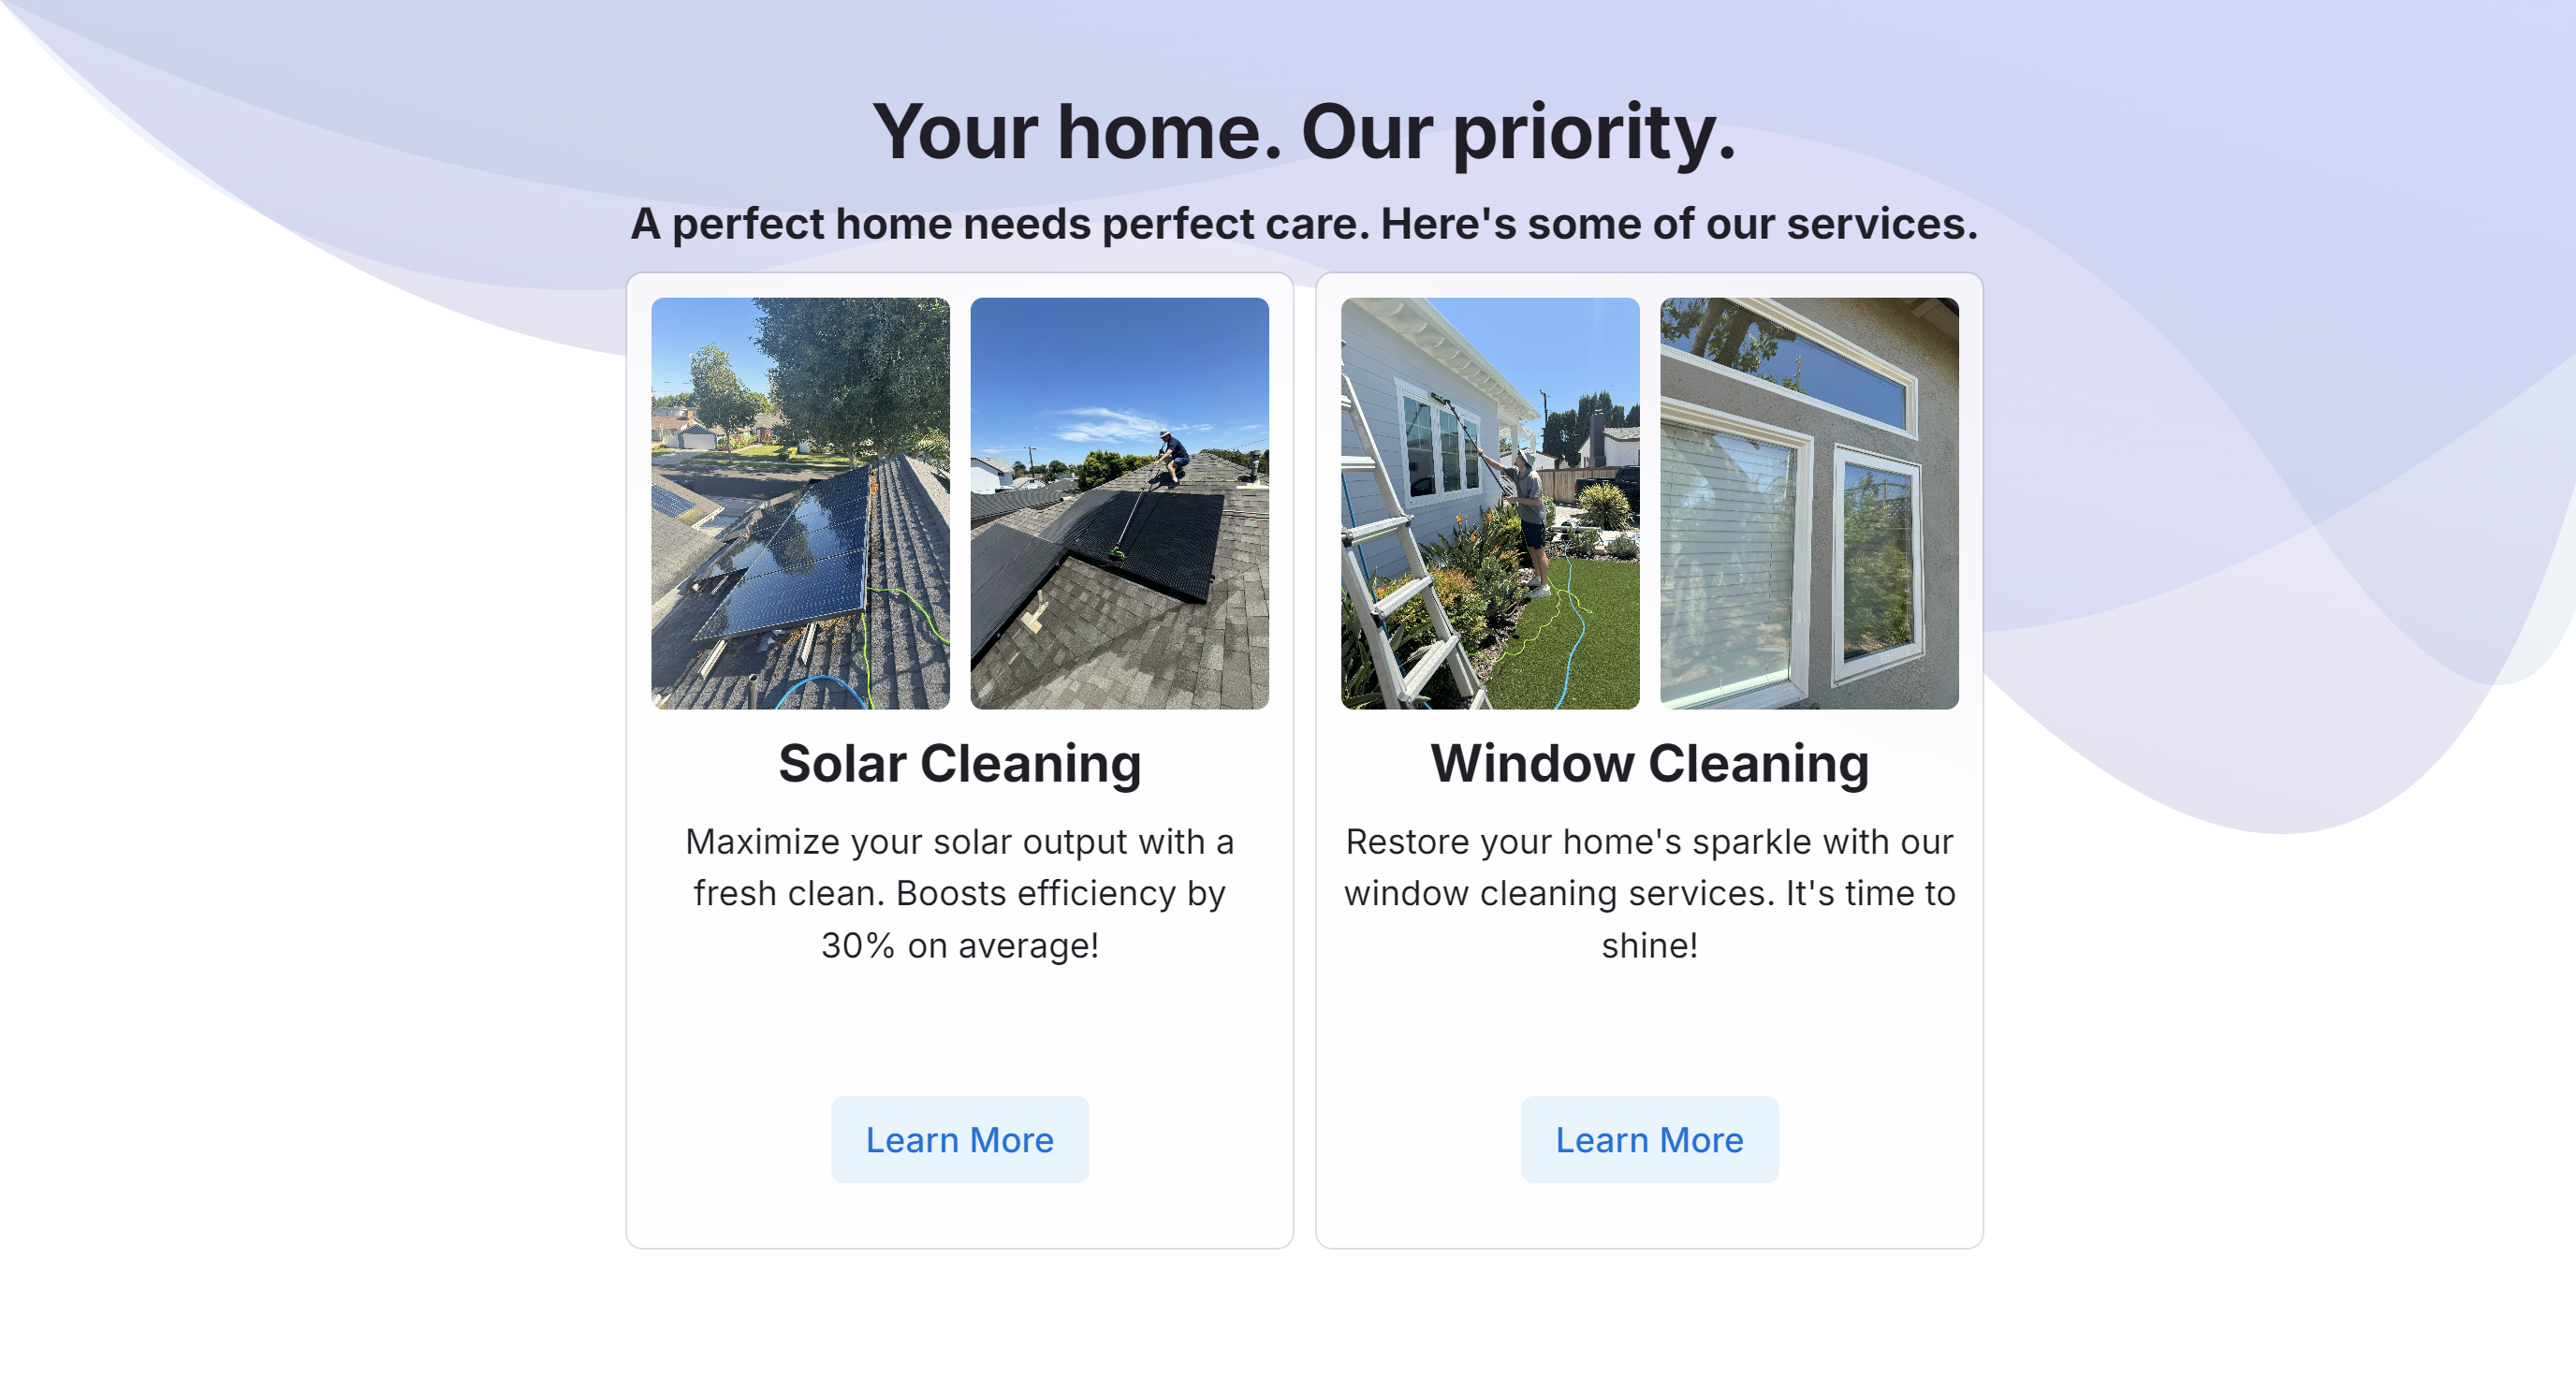 Your home. Our priority.
A perfect home needs perfect care. Here's some of our services.
Solar Cleaning
Maximize your solar output with a
fresh clean. Boosts efficiency by
30% on average!
Learn More
Window Cleaning
Restore your home's sparkle with our
window cleaning services. It's time to
shine!
Learn More